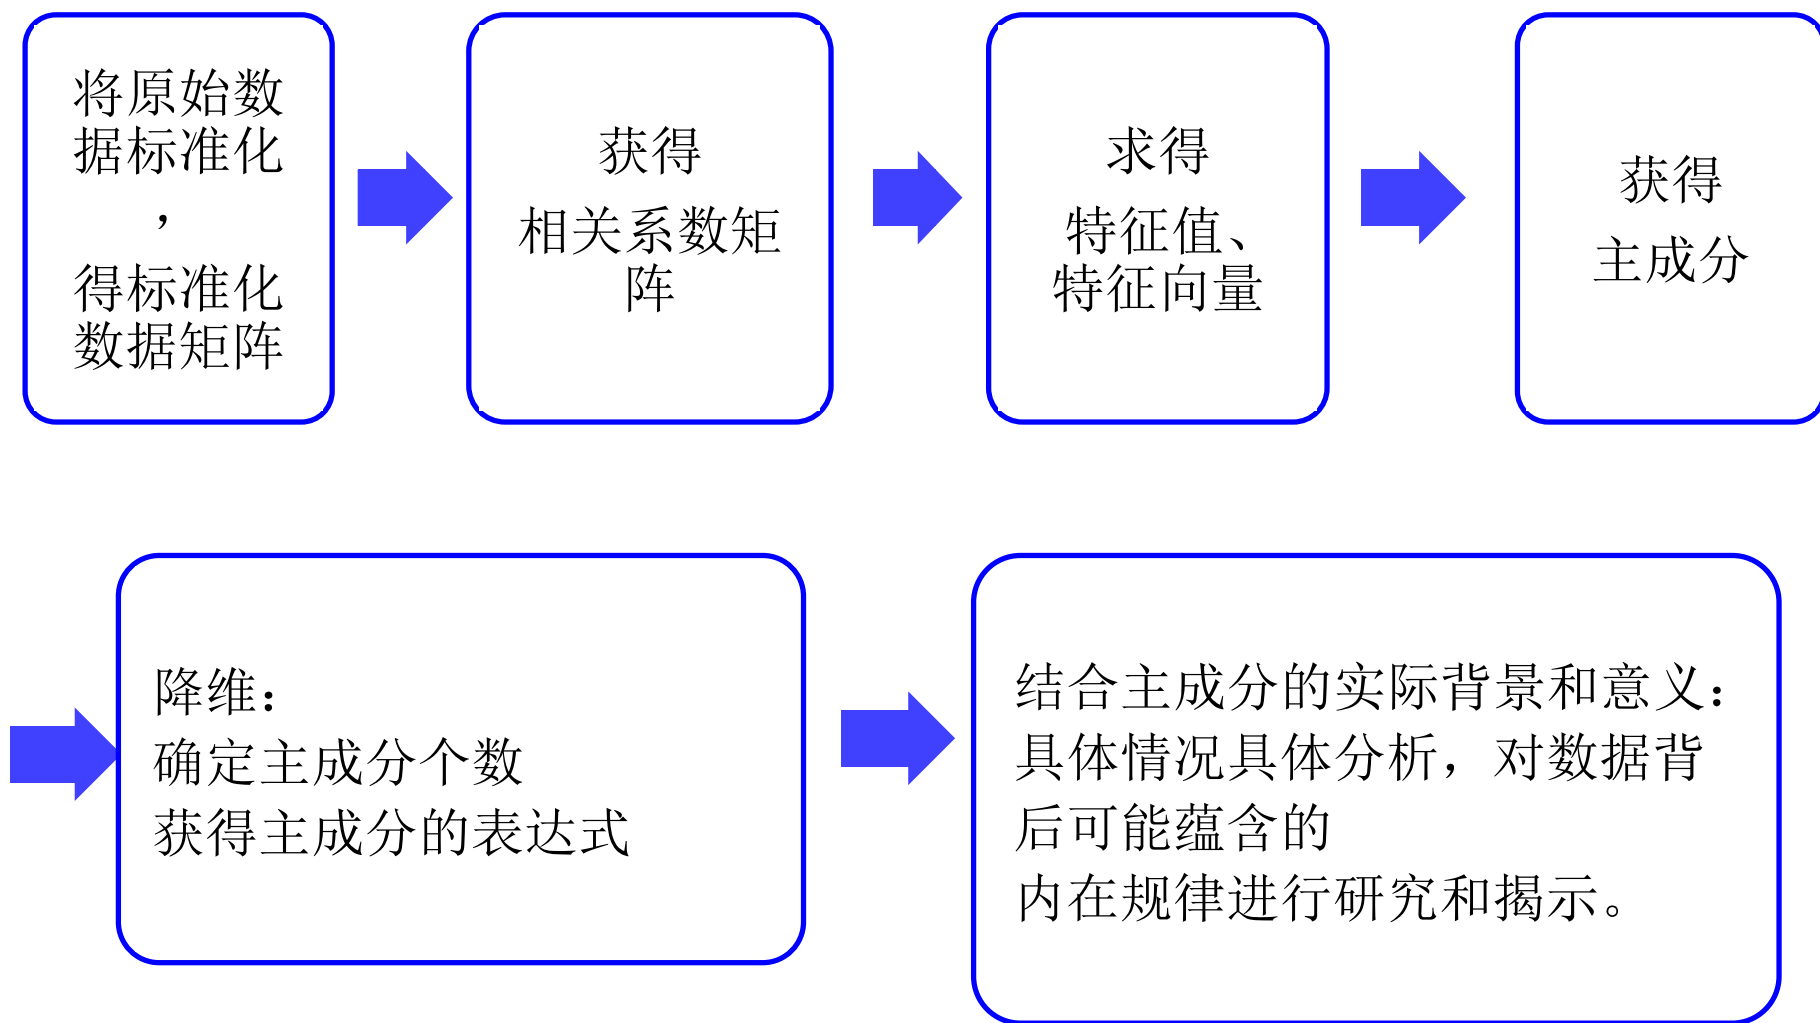 将原始数
据标准化
，
得标准化
数据矩阵
获得
相关系数矩
阵
求得
特征值、
特征向量
获得
主成分
降维：
确定主成分个数
获得主成分的表达式
结合主成分的实际背景和意义：
具体情况具体分析，对数据背
后可能蕴含的
内在规律进行研究和揭示。